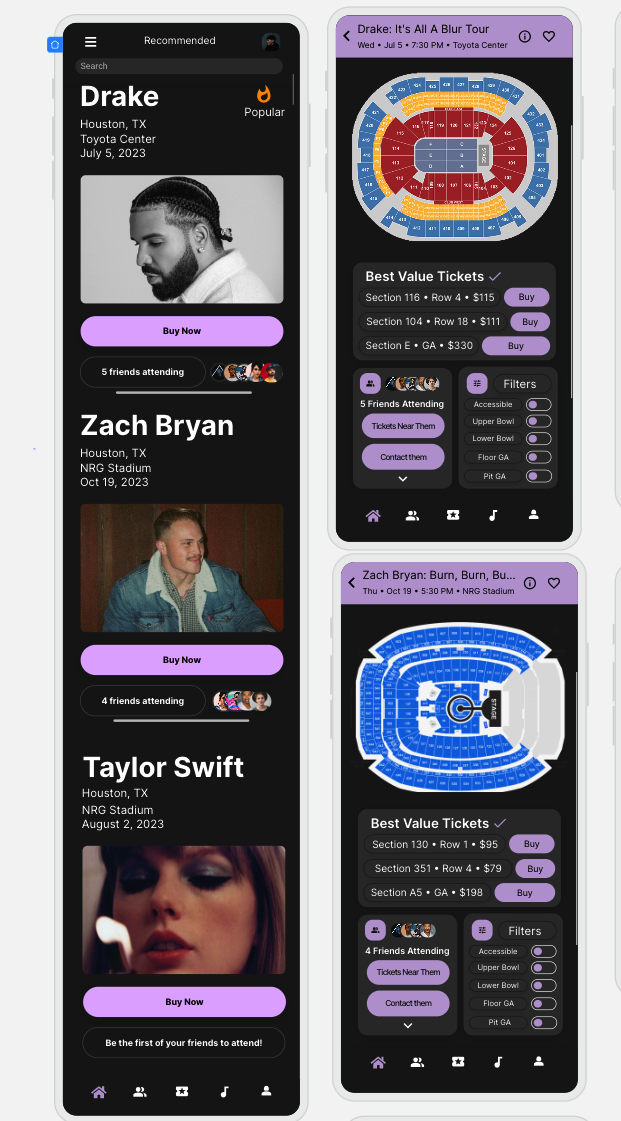 Recommended
Search
Drake
Popular
Houston, TX
Toyota Center
July 5, 2023
Buy Now
5 friends attending
Zach Bryan
Houston, TX
NRG Stadium
Oct 19, 2023
Buy Now
4 friends attending
Taylor Swift
Houston, TX
NRG Stadium
August 2, 2023
Buy Now
Be the first of your friends to attend!
Drake: It's All A Blur Tour
Wed • Jul 5 • 7:30 PM • Toyota Center
STAGE
Best Value Tickets
Section 116 • Row 4 • $115
Buy
Section 104 • Row 18 • $111
Buy
Section E • GA • $330
Buy
5 Friends Attending
Tickets Near Them
Contact them
Filters
Accessible
Upper Bowl
Lower Bowl
Floor GA
Pit GA
Zach Bryan: Burn, Burn, Bu...
Thu • Oct 19 • 5:30 PM • NRG Stadium
STAGE
Best Value Tickets
Section 130 • Row 1 • $95
Buy
Section 351 • Row 4 • $79
Buy
Section A5 • GA • $198
Buy
4 Friends Attending
Tickets Near Them
Contact them
Filters
Accessible
Upper Bowl
Lower Bowl
Floor GA
Pit GA